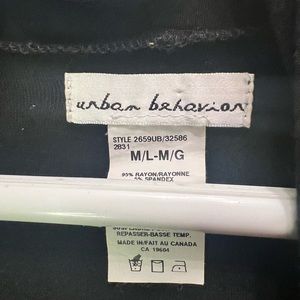 urban behavior
STYLE 2659UB/32586
2831
M/L-M/G
95% RAYON/RAYONNE
5% SPANDEX
REPASSER-BASSE TEMP.
MADE IN/FAIT AU CANADA
CA 19604